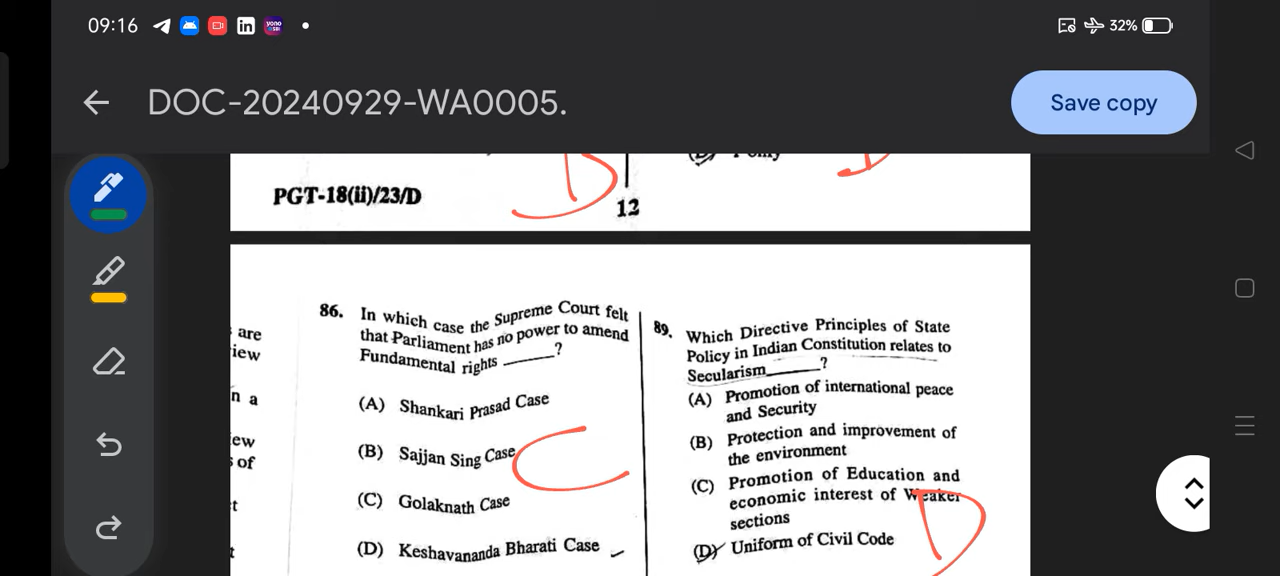 09:16
yono
SBI
32%
DOC-20240929-WA0005.
Save copy
PGT-18(ii)/23/D
12
D
are
iew
n a
ew
s of
t
86. In which case the Supreme Court felt
that Parliament has no power to amend
Fundamental rights ______?
(A) Shankari Prasad Case
(B) Sajjan Sing Case
(C) Golaknath Case
(D) Keshavananda Bharati Case
C
89. Which Directive Principles of State
Policy in Indian Constitution relates to
Secularism______?
(A) Promotion of international peace
and Security
(B) Protection and improvement of
the environment
(C) Promotion of Education and
economic interest of Weaker
sections
(D) Uniform of Civil Code
D